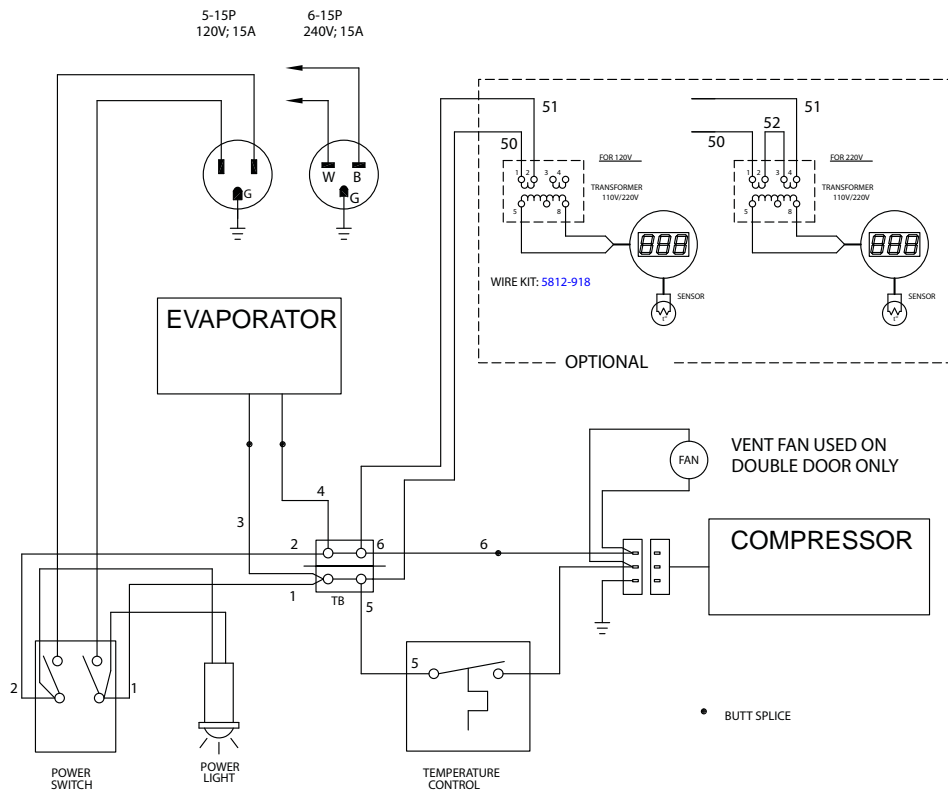 5-15P
120V; 15A
6-15P
240V; 15A
G
W
B
G
51
50
FOR 120V
1
2
3
4
TRANSFORMER
110V/220V
5
8
WIRE KIT: 5812-918
SENSOR
t°
51
52
50
FOR 220V
1
2
3
4
TRANSFORMER
110V/220V
5
8
SENSOR
t°
OPTIONAL
EVAPORATOR
4
3
2
6
6
1
TB
5
FAN
VENT FAN USED ON
DOUBLE DOOR ONLY
COMPRESSOR
5
2
1
POWER
SWITCH
POWER
LIGHT
TEMPERATURE
CONTROL
BUTT SPLICE